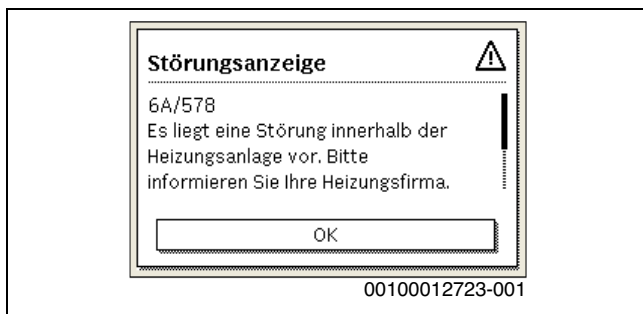 Störungsanzeige
6A/578
Es liegt eine Störung innerhalb der
Heizungsanlage vor. Bitte
informieren Sie Ihre Heizungsfirma.
OK
00100012723-001